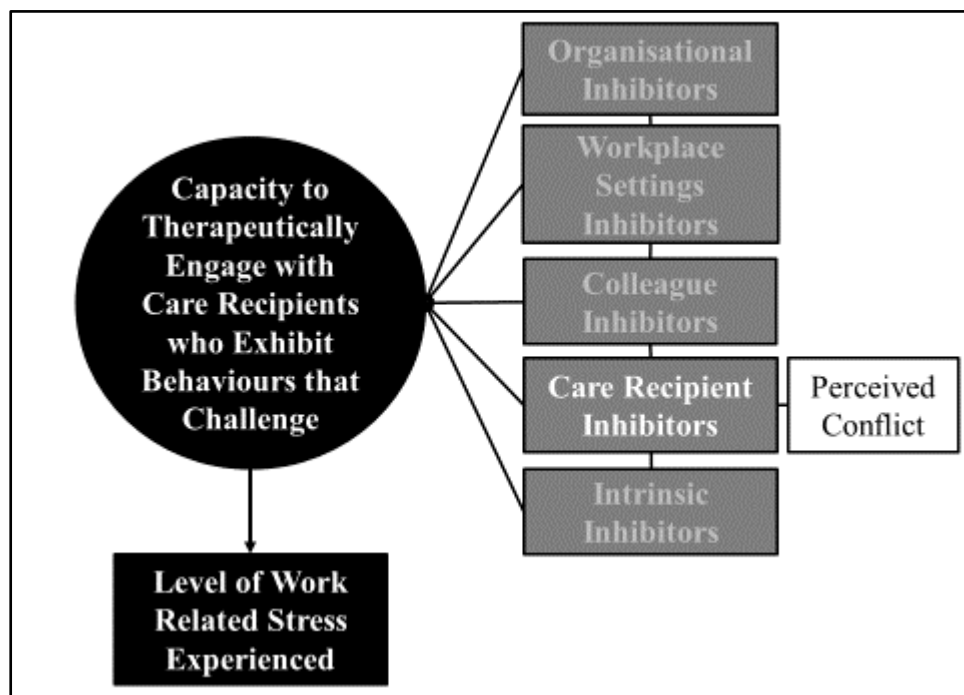 Capacity to
Therapeutically
Engage with
Care Recipients
who Exhibit
Behaviours that
Challenge
Level of Work
Related Stress
Experienced
Organisational
Inhibitors
Workplace
Settings
Inhibitors
Colleague
Inhibitors
Care Recipient
Inhibitors
Perceived
Conflict
Intrinsic
Inhibitors